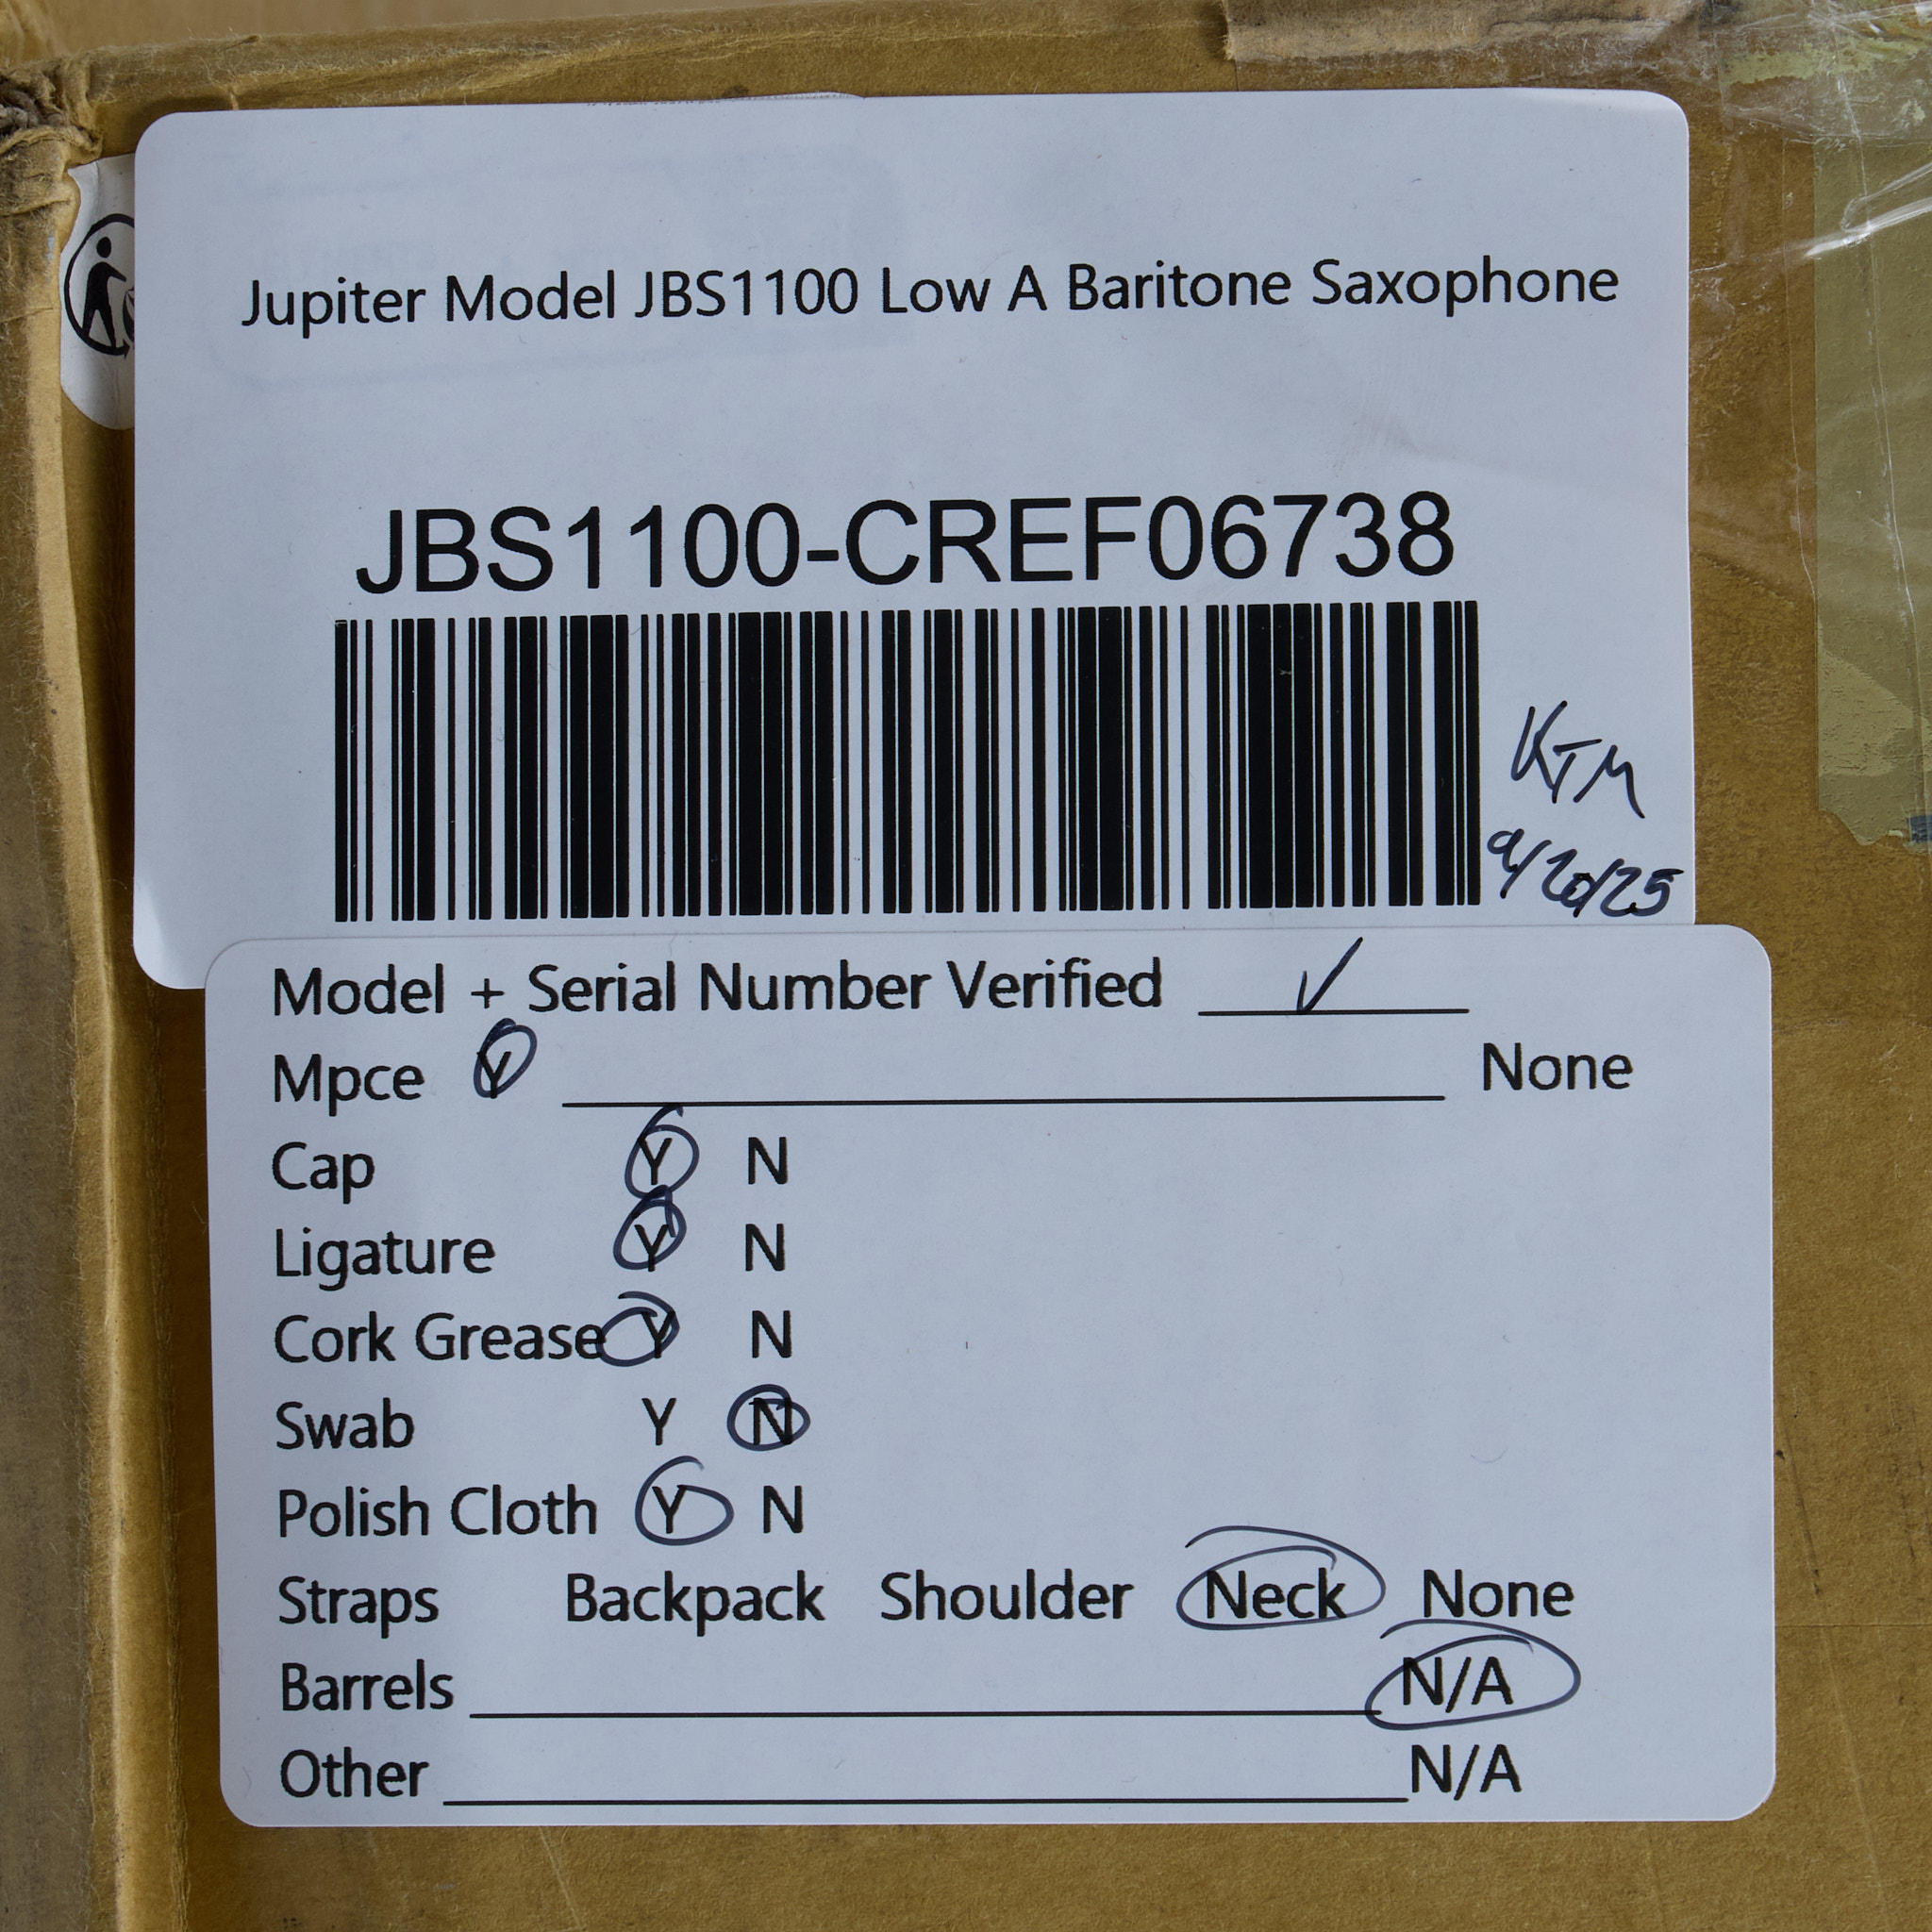 Jupiter Model JBS1100 Low A Baritone Saxophone
JBS1100-CREF06738
KTM
9/20/25
Model + Serial Number Verified ✓
Mpce Y None
Cap Y N
Ligature Y N
Cork Grease Y N
Swab Y N
Polish Cloth Y N
Straps Backpack Shoulder Neck None
Barrels N/A
Other N/A